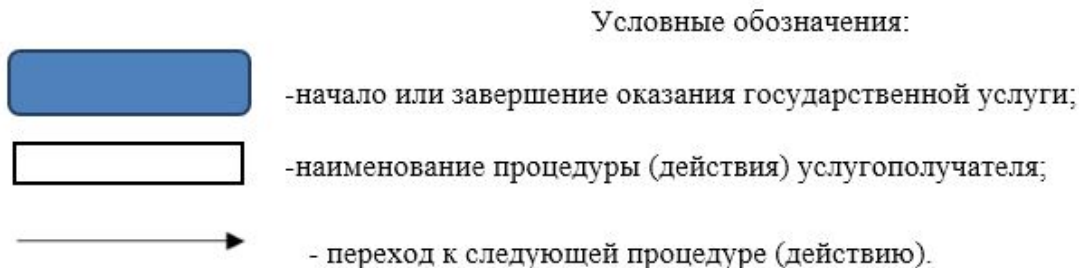 Условные обозначения:
-начало или завершение оказания государственной услуги;
-наименование процедуры (действия) услугополучателя;
- переход к следующей процедуре (действию).